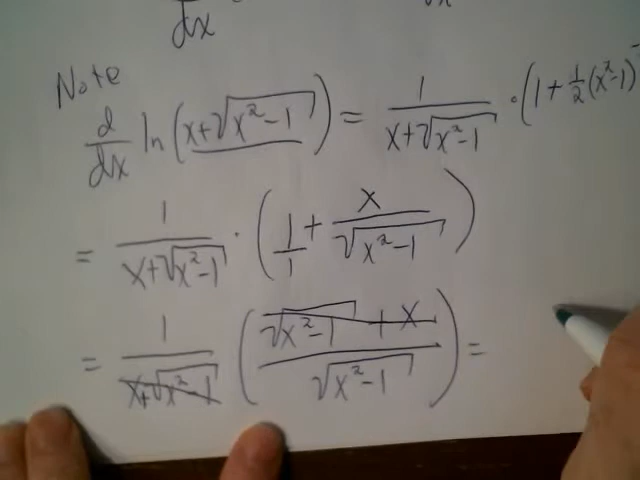 dx
Note
d/dx ln(x+√(x²-1)) = 1/(x+√(x²-1)) · (1+½(x²-1)⁻
= 1/(x+√(x²-1)) · (1/1 + x/√(x²-1))
= 1/(x+√(x²-1)) ((√(x²-1) + x)/√(x²-1)) =